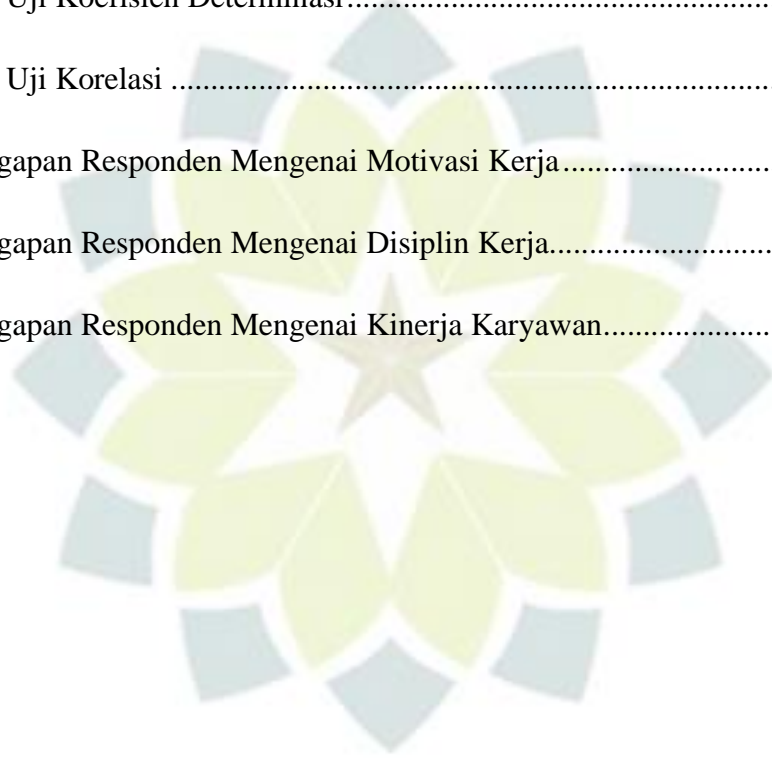 Uji Koefisien Determinasi.....................................................
Uji Korelasi ...........................................................................
gapan Responden Mengenai Motivasi Kerja..........................
gapan Responden Mengenai Disiplin Kerja............................
gapan Responden Mengenai Kinerja Karyawan.....................